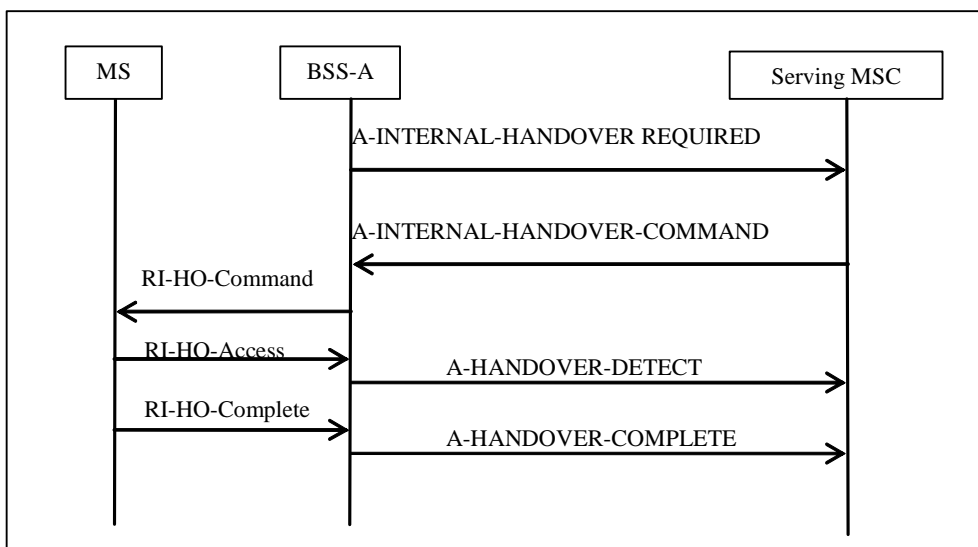 MS
BSS-A
Serving MSC
A-INTERNAL-HANDOVER REQUIRED
A-INTERNAL-HANDOVER-COMMAND
RI-HO-Command
RI-HO-Access
A-HANDOVER-DETECT
RI-HO-Complete
A-HANDOVER-COMPLETE